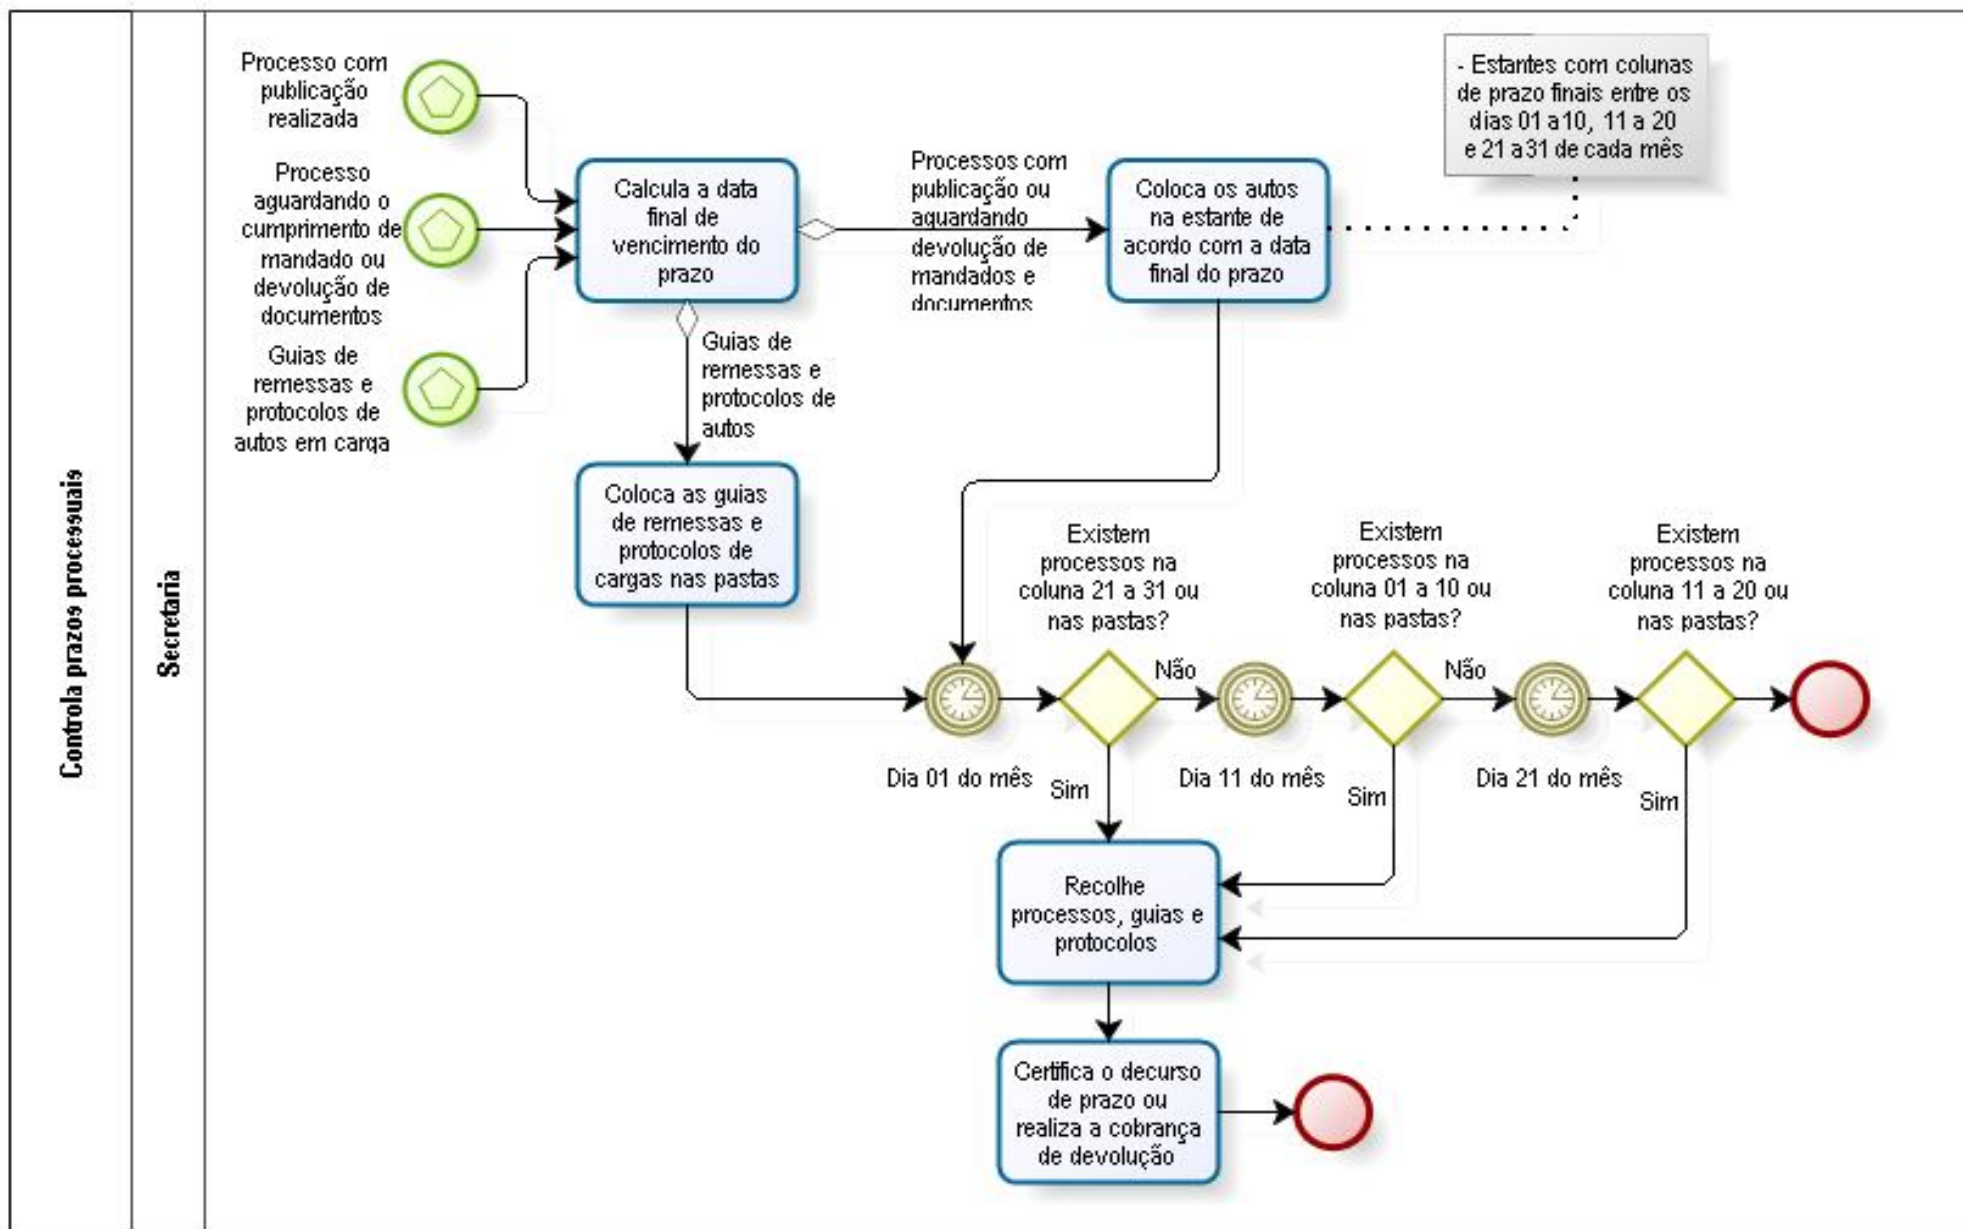 Controla prazos processuais
Secretaria
Processo com
publicação
realizada
Processo
aguardando o
cumprimento de
mandado ou
devolução de
documentos
Guias de
remessas e
protocolos de
autos em carga
Calcula a data
final de
vencimento do
prazo
Processos com
publicação ou
aguardando
devolução de
mandados e
documentos
Coloca os autos
na estante de
acordo com a data
final do prazo
- Estantes com colunas
de prazo finais entre os
dias 01 a 10, 11 a 20
e 21 a 31 de cada mês
Guias de
remessas e
protocolos de
autos
Coloca as guias
de remessas e
protocolos de
cargas nas pastas
Existem
processos na
coluna 21 a 31 ou
nas pastas?
Existem
processos na
coluna 01 a 10 ou
nas pastas?
Existem
processos na
coluna 11 a 20 ou
nas pastas?
Não
Não
Dia 01 do mês
Dia 11 do mês
Dia 21 do mês
Sim
Sim
Sim
Recolhe
processos, guias e
protocolos
Certifica o decurso
de prazo ou
realiza a cobrança
de devolução